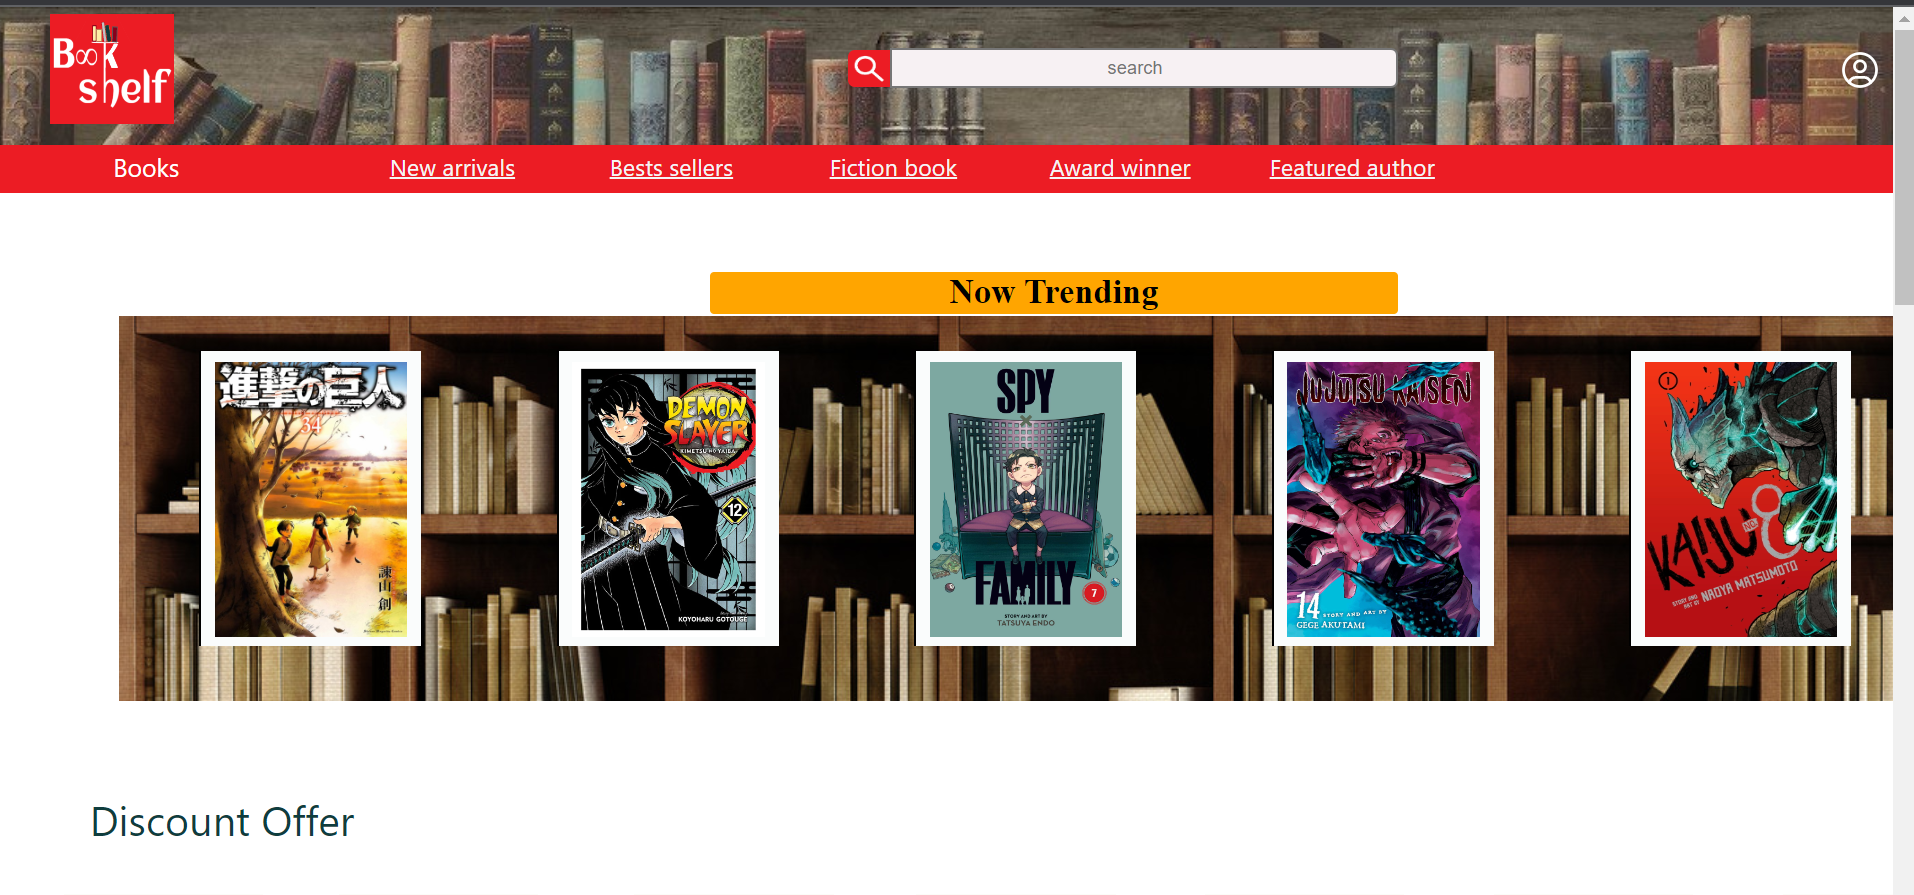 Book
shelf
search
Books
New arrivals
Bests sellers
Fiction book
Award winner
Featured author
Now Trending
進撃の巨人
34
諫山創
DEMON
SLAYER
KIMETSU NO YAIBA
12
KOYOHARU GOTOUGE
SPY
×
FAMILY
7
STORY AND ART BY
TATSUYA ENDO
JUJUTSU KAISEN
14 STORY AND ART BY
GEGE AKUTAMI
1
KAIJU NO. 8
STORY AND ART BY NAOYA MATSUMOTO
Discount Offer